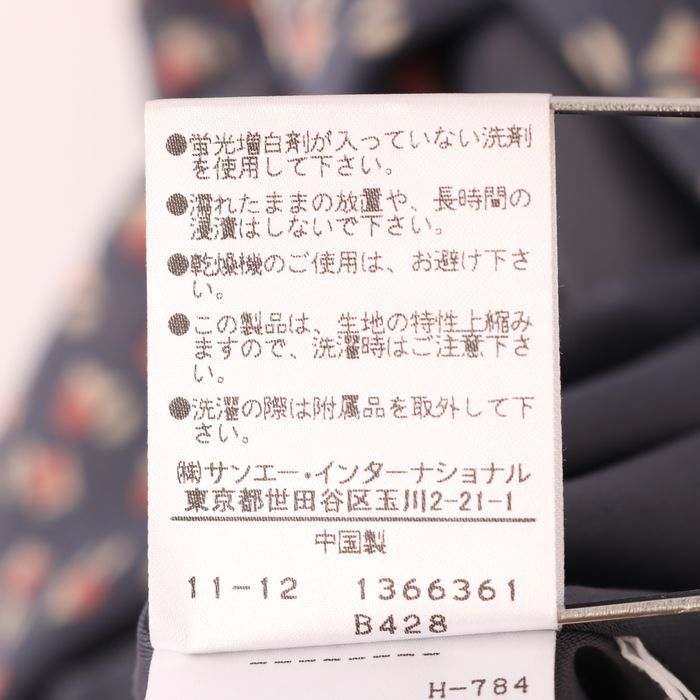 ●蛍光増白剤が入っていない洗剤
を使用して下さい。
●濡れたままの放置や、長時間の
浸漬はしないで下さい。
●乾燥機のご使用は、お避け下さ
い。
●この製品は、生地の特性上縮み
ますので、洗濯時はご注意下さ
い。
●洗濯の際は附属品を取外して下
さい。
㈱サンエー・インターナショナル
東京都世田谷区玉川2-21-1
中国製
11-12 1366361
B428
H-784